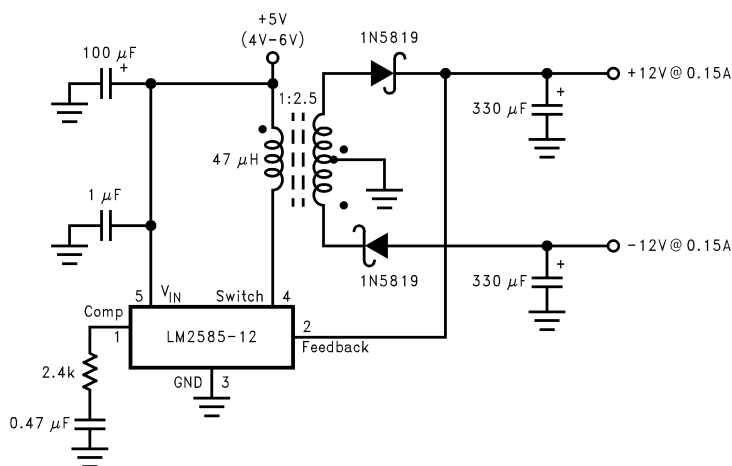 +5V
(4V-6V)
100 μF
+
1N5819
+12V@ 0.15A
1:2.5
+
330 μF
47 μH
1 μF
-12V@ 0.15A
1N5819
+
330 μF
5
VIN
Switch
4
Comp
1
LM2585-12
2
Feedback
2.4k
GND
3
0.47 μF